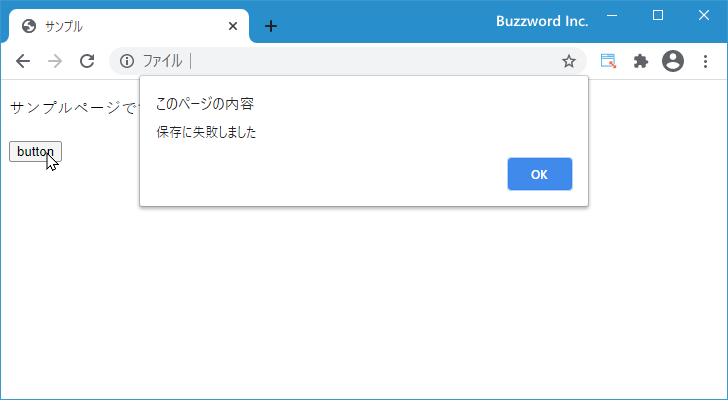 サンプル
Buzzword Inc.
ファイル
サンプルページで
このページの内容
保存に失敗しました
OK
button